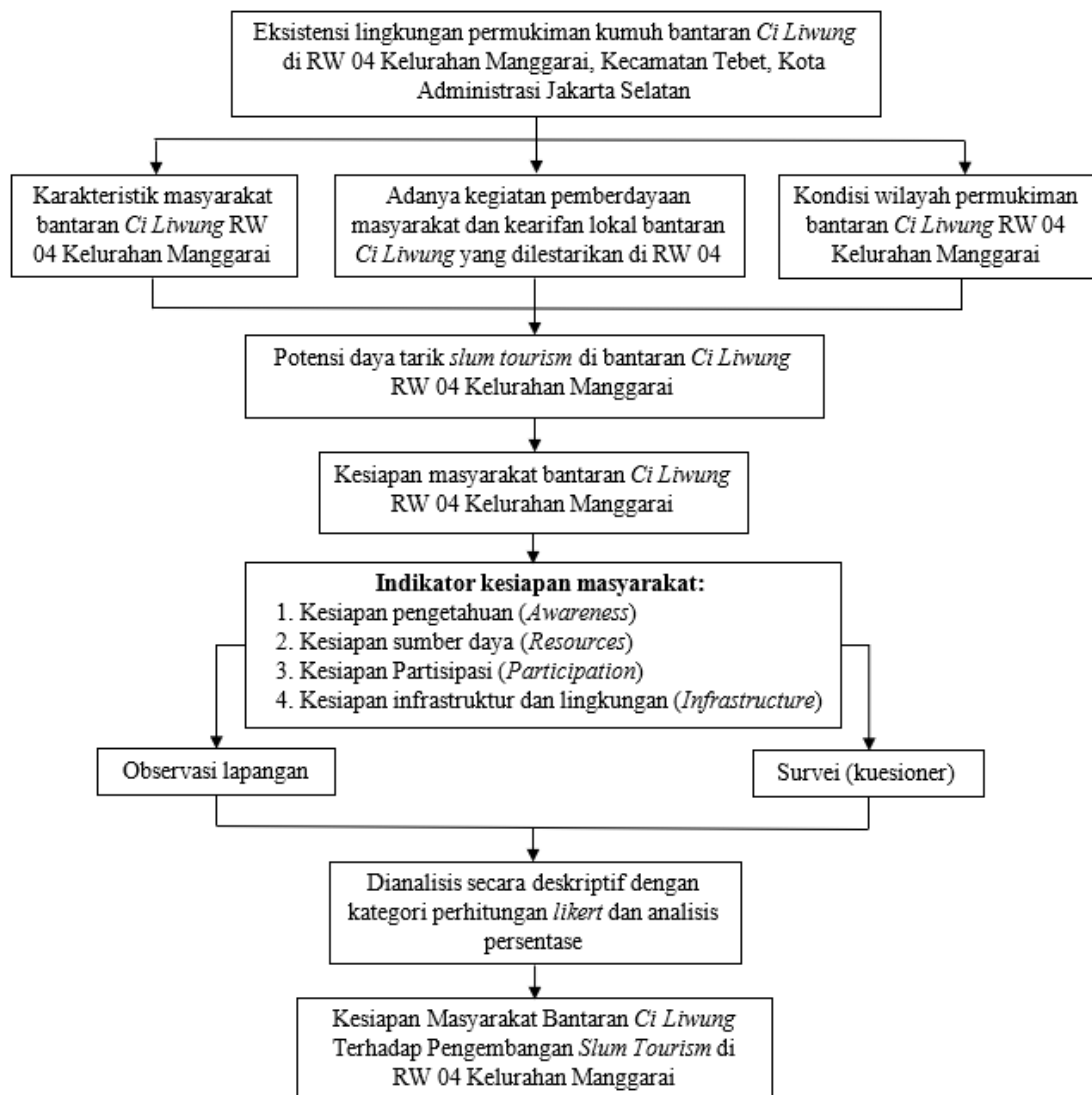 Eksistensi lingkungan permukiman kumuh bantaran Ci Liwung
di RW 04 Kelurahan Manggarai, Kecamatan Tebet, Kota
Administrasi Jakarta Selatan
Karakteristik masyarakat
bantaran Ci Liwung RW
04 Kelurahan Manggarai
Adanya kegiatan pemberdayaan
masyarakat dan kearifan lokal bantaran
Ci Liwung yang dilestarikan di RW 04
Kondisi wilayah permukiman
bantaran Ci Liwung RW 04
Kelurahan Manggarai
Potensi daya tarik slum tourism di bantaran Ci Liwung
RW 04 Kelurahan Manggarai
Kesiapan masyarakat bantaran Ci Liwung
RW 04 Kelurahan Manggarai
Indikator kesiapan masyarakat:
1. Kesiapan pengetahuan (Awareness)
2. Kesiapan sumber daya (Resources)
3. Kesiapan Partisipasi (Participation)
4. Kesiapan infrastruktur dan lingkungan (Infrastructure)
Observasi lapangan
Survei (kuesioner)
Dianalisis secara deskriptif dengan
kategori perhitungan likert dan analisis
persentase
Kesiapan Masyarakat Bantaran Ci Liwung
Terhadap Pengembangan Slum Tourism di
RW 04 Kelurahan Manggarai